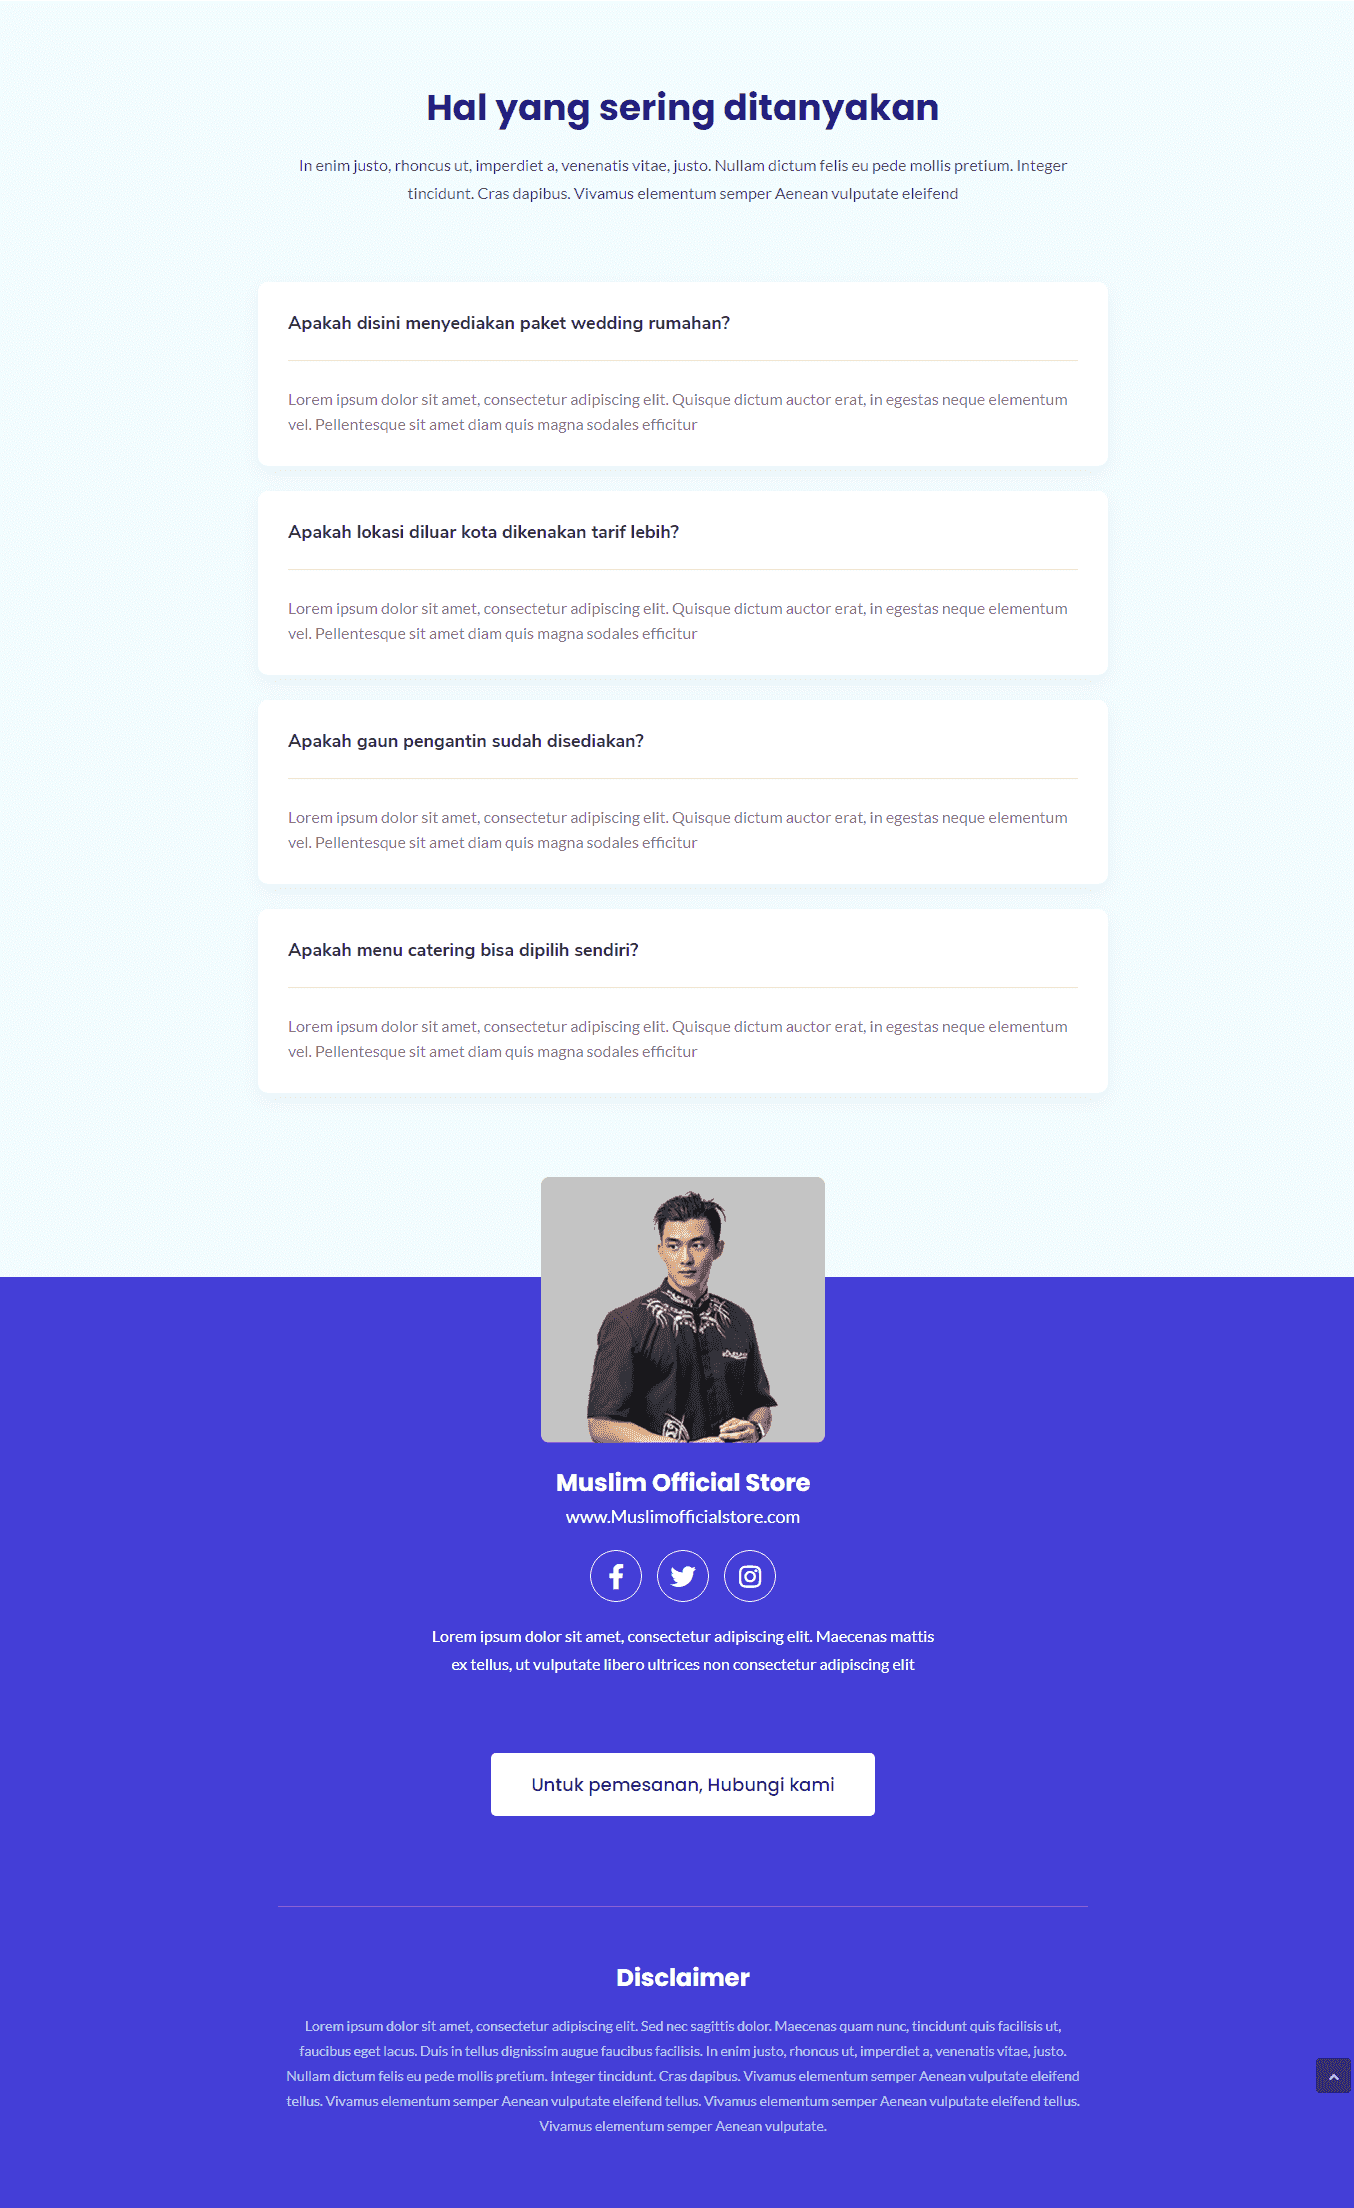 Hal yang sering ditanyakan
In enim justo, rhoncus ut, imperdiet a, venenatis vitae, justo. Nullam dictum felis eu pede mollis pretium. Integer
tincidunt. Cras dapibus. Vivamus elementum semper Aenean vulputate eleifend
Apakah disini menyediakan paket wedding rumahan?
Lorem ipsum dolor sit amet, consectetur adipiscing elit. Quisque dictum auctor erat, in egestas neque elementum
vel. Pellentesque sit amet diam quis magna sodales efficitur
Apakah lokasi diluar kota dikenakan tarif lebih?
Lorem ipsum dolor sit amet, consectetur adipiscing elit. Quisque dictum auctor erat, in egestas neque elementum
vel. Pellentesque sit amet diam quis magna sodales efficitur
Apakah gaun pengantin sudah disediakan?
Lorem ipsum dolor sit amet, consectetur adipiscing elit. Quisque dictum auctor erat, in egestas neque elementum
vel. Pellentesque sit amet diam quis magna sodales efficitur
Apakah menu catering bisa dipilih sendiri?
Lorem ipsum dolor sit amet, consectetur adipiscing elit. Quisque dictum auctor erat, in egestas neque elementum
vel. Pellentesque sit amet diam quis magna sodales efficitur
Muslim Official Store
www.Muslimofficialstore.com
Lorem ipsum dolor sit amet, consectetur adipiscing elit. Maecenas mattis
ex tellus, ut vulputate libero ultrices non consectetur adipiscing elit
Untuk pemesanan, Hubungi kami
Disclaimer
Lorem ipsum dolor sit amet, consectetur adipiscing elit. Sed nec sagittis dolor. Maecenas quam nunc, tincidunt quis facilisis ut,
faucibus eget lacus. Duis in tellus dignissim augue faucibus facilisis. In enim justo, rhoncus ut, imperdiet a, venenatis vitae, justo.
Nullam dictum felis eu pede mollis pretium. Integer tincidunt. Cras dapibus. Vivamus elementum semper Aenean vulputate eleifend
tellus. Vivamus elementum semper Aenean vulputate eleifend tellus. Vivamus elementum semper Aenean vulputate eleifend tellus.
Vivamus elementum semper Aenean vulputate.